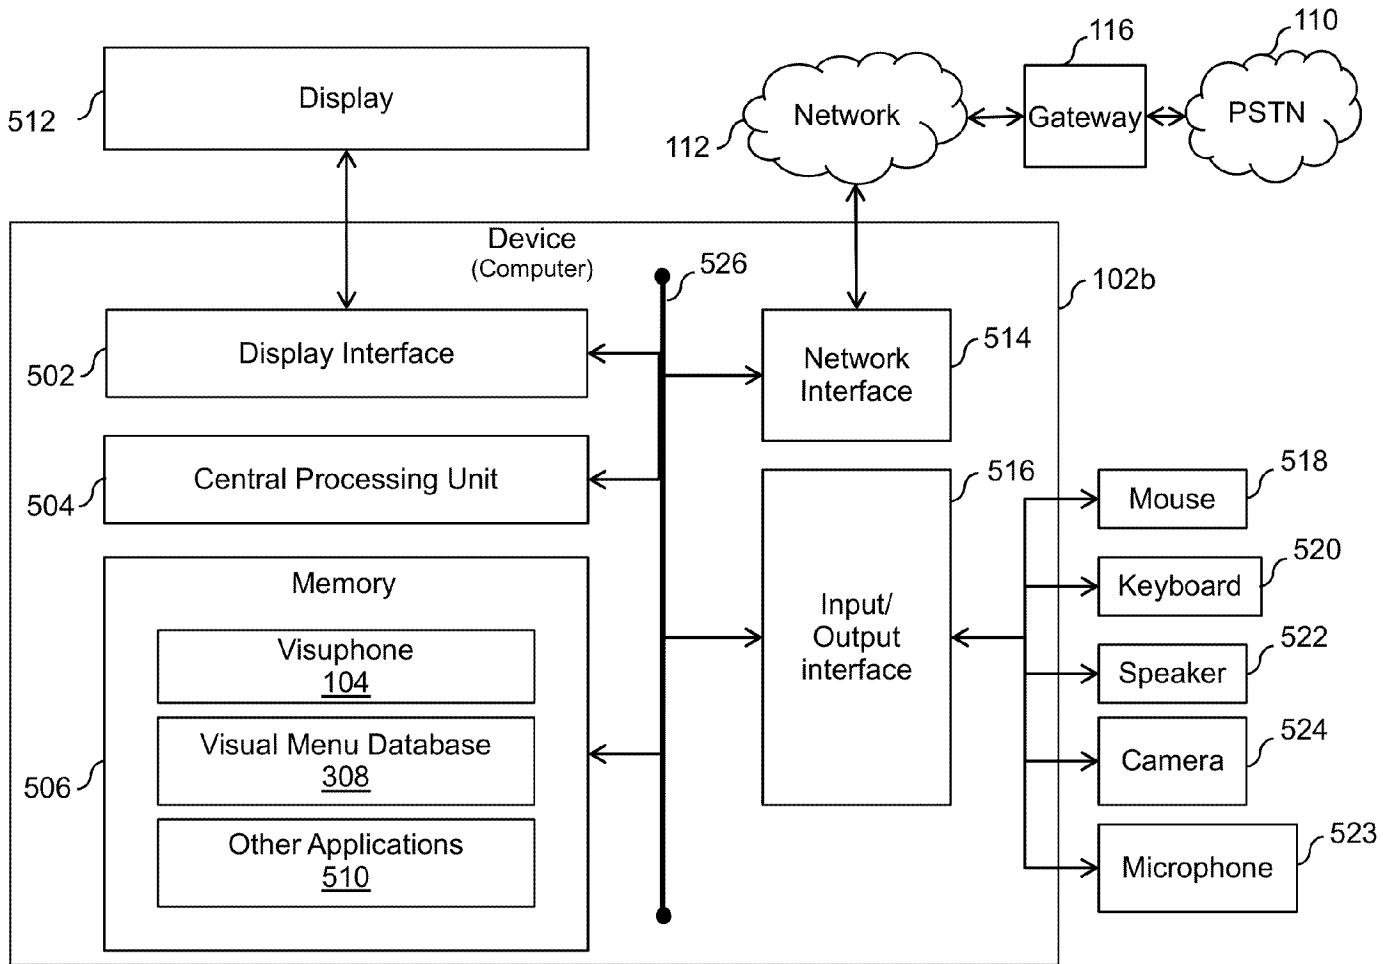 116
110
Display
512
Network
112
Gateway
PSTN
Device
(Computer)
526
102b
Display Interface
502
Network
Interface
514
Central Processing Unit
504
516
Mouse
518
Memory
Input/
Output
interface
Keyboard
520
Visuphone
104
Speaker
522
Visual Menu Database
308
506
Camera
524
Other Applications
510
Microphone
523